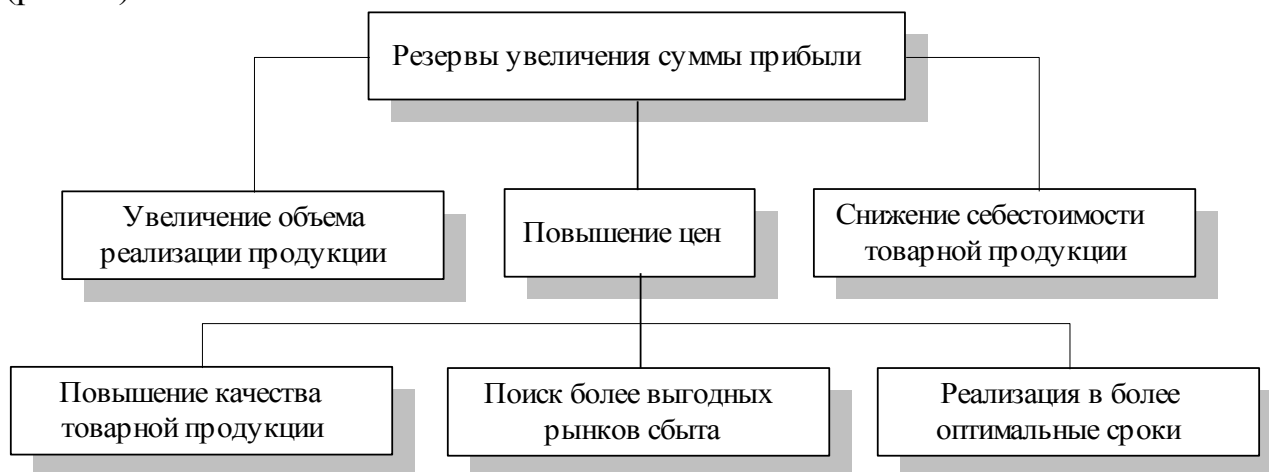 Резервы увеличения суммы прибыли
Увеличение объема
реализации продукции
Повышение цен
Снижение себестоимости
товарной продукции
Повышение качества
товарной продукции
Поиск более выгодных
рынков сбыта
Реализация в более
оптимальные сроки